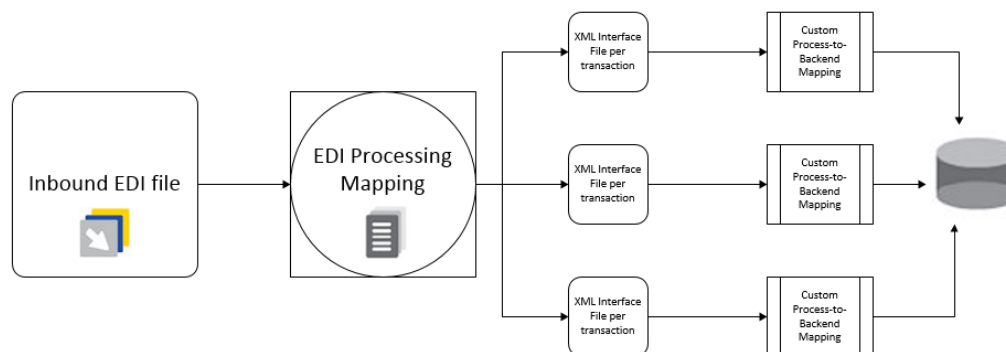 Inbound EDI file
EDI Processing
Mapping
XML Interface
File per
transaction
Custom
Process-to-
Backend
Mapping
XML Interface
File per
transaction
Custom
Process-to-
Backend
Mapping
XML Interface
File per
transaction
Custom
Process-to-
Backend
Mapping